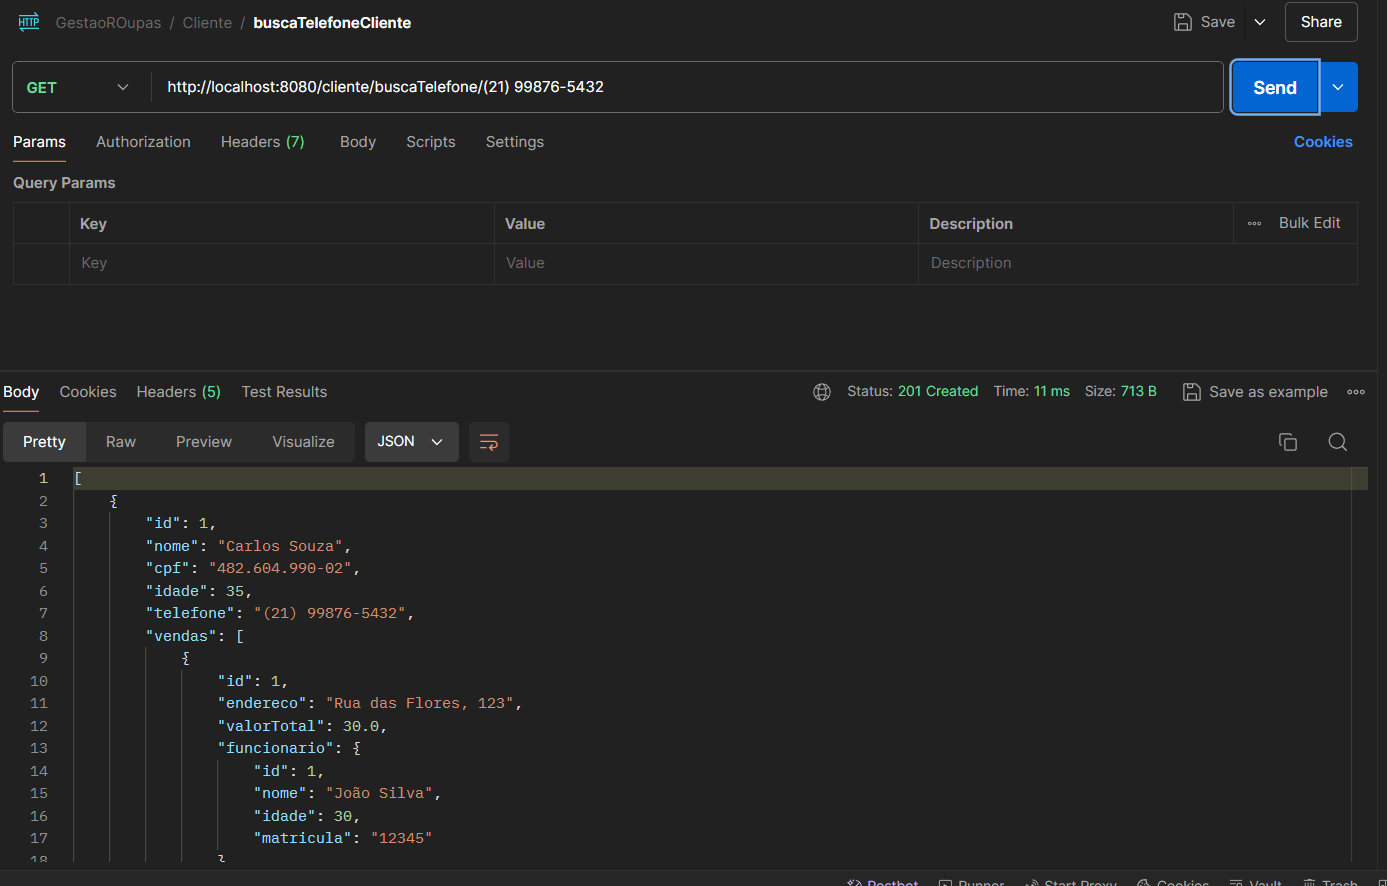 HTTP GestaoROupas / Cliente / buscaTelefoneCliente Save Share
GET http://localhost:8080/cliente/buscaTelefone/(21) 99876-5432 Send
Params Authorization Headers (7) Body Scripts Settings Cookies
Query Params
Key Value Description Bulk Edit
Key Value Description
Body Cookies Headers (5) Test Results Status: 201 Created Time: 11 ms Size: 713 B Save as example
Pretty Raw Preview Visualize JSON
1 [
2 {
3 "id": 1,
4 "nome": "Carlos Souza",
5 "cpf": "482.604.990-02",
6 "idade": 35,
7 "telefone": "(21) 99876-5432",
8 "vendas": [
9 {
10 "id": 1,
11 "endereco": "Rua das Flores, 123",
12 "valorTotal": 30.0,
13 "funcionario": {
14 "id": 1,
15 "nome": "João Silva",
16 "idade": 30,
17 "matricula": "12345"
18 }
Postbot Runner Start Proxy Cookies Vault Trash